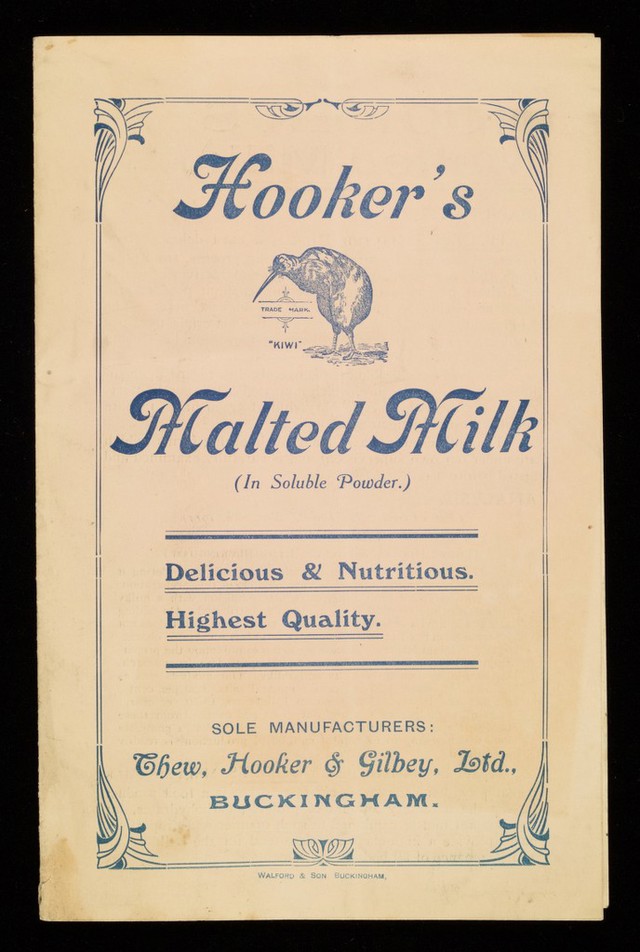 Hooker's
TRADE MARK.
"KIWI"
Malted Milk
(In Soluble Powder.)
Delicious & Nutritious.
Highest Quality.
SOLE MANUFACTURERS:
Thew, Hooker & Gilbey, Ltd.,
BUCKINGHAM.
WALFORD & SON BUCKINGHAM,